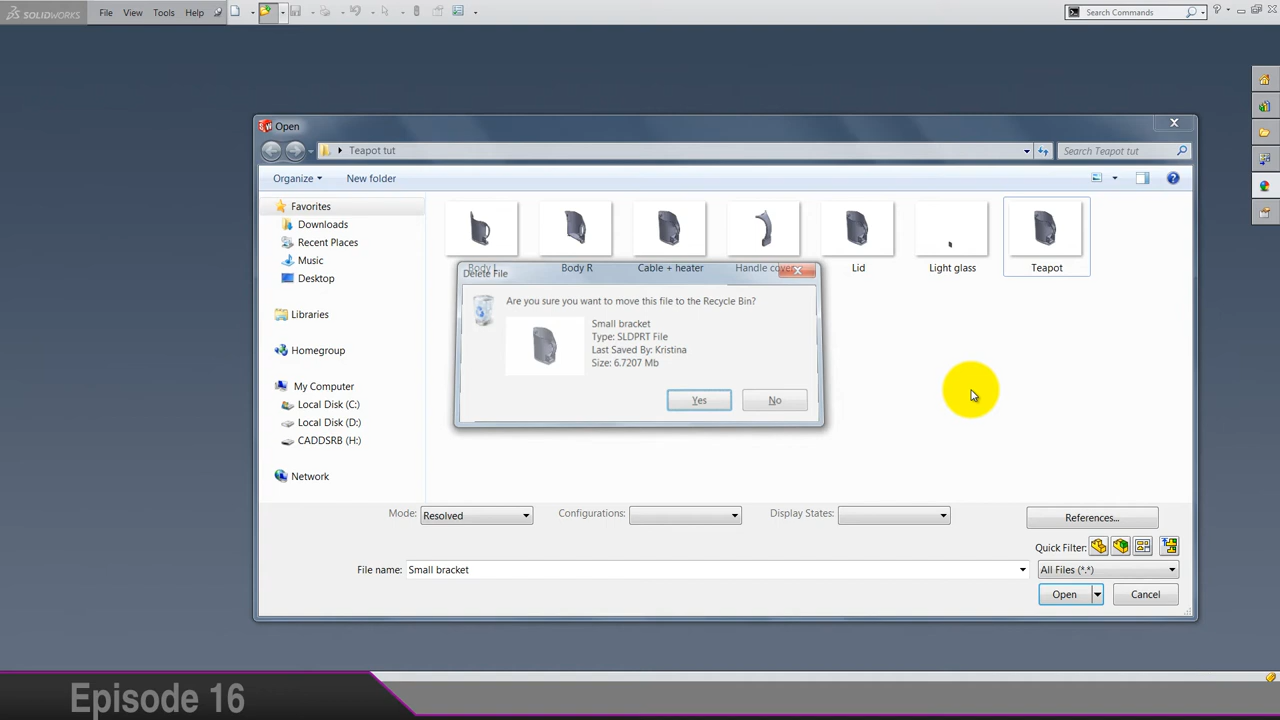 SOLIDWORKS File View Tools Help Search Commands
Open
Teapot tut Search Teapot tut
Organize New folder
Favorites
Downloads
Recent Places
Music
Desktop
Libraries
Homegroup
My Computer
Local Disk (C:)
Local Disk (D:)
CADDSRB (H:)
Network
Body L Body R Cable + heater Handle cover Lid Light glass Teapot
Delete File
Are you sure you want to move this file to the Recycle Bin?
Small bracket
Type: SLDPRT File
Last Saved By: Kristina
Size: 6.7207 Mb
Yes No
Mode: Resolved Configurations: Display States: References...
Quick Filter:
File name: Small bracket All Files (*.*)
Open Cancel
Episode 16